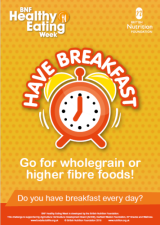 BNF
Healthy
Eating
Week
BRITISH
Nutrition
FOUNDATION
HAVE BREAKFAST
Go for wholegrain or
higher fibre foods!
Do you have breakfast every day?